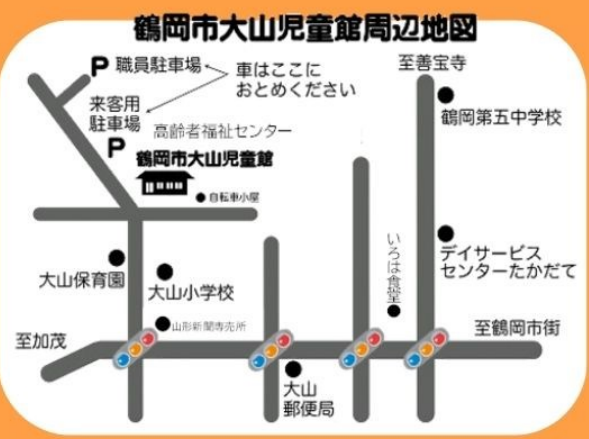 鶴岡市大山児童館周辺地図
P 職員駐車場
車はここに
おとめください
至善宝寺
鶴岡第五中学校
来客用
駐車場
P
高齢者福祉センター
鶴岡市大山児童館
自転車小屋
大山保育園
大山小学校
いろは食堂
デイサービス
センターたかだて
山形新聞専売所
至加茂
至鶴岡市街
大山
郵便局